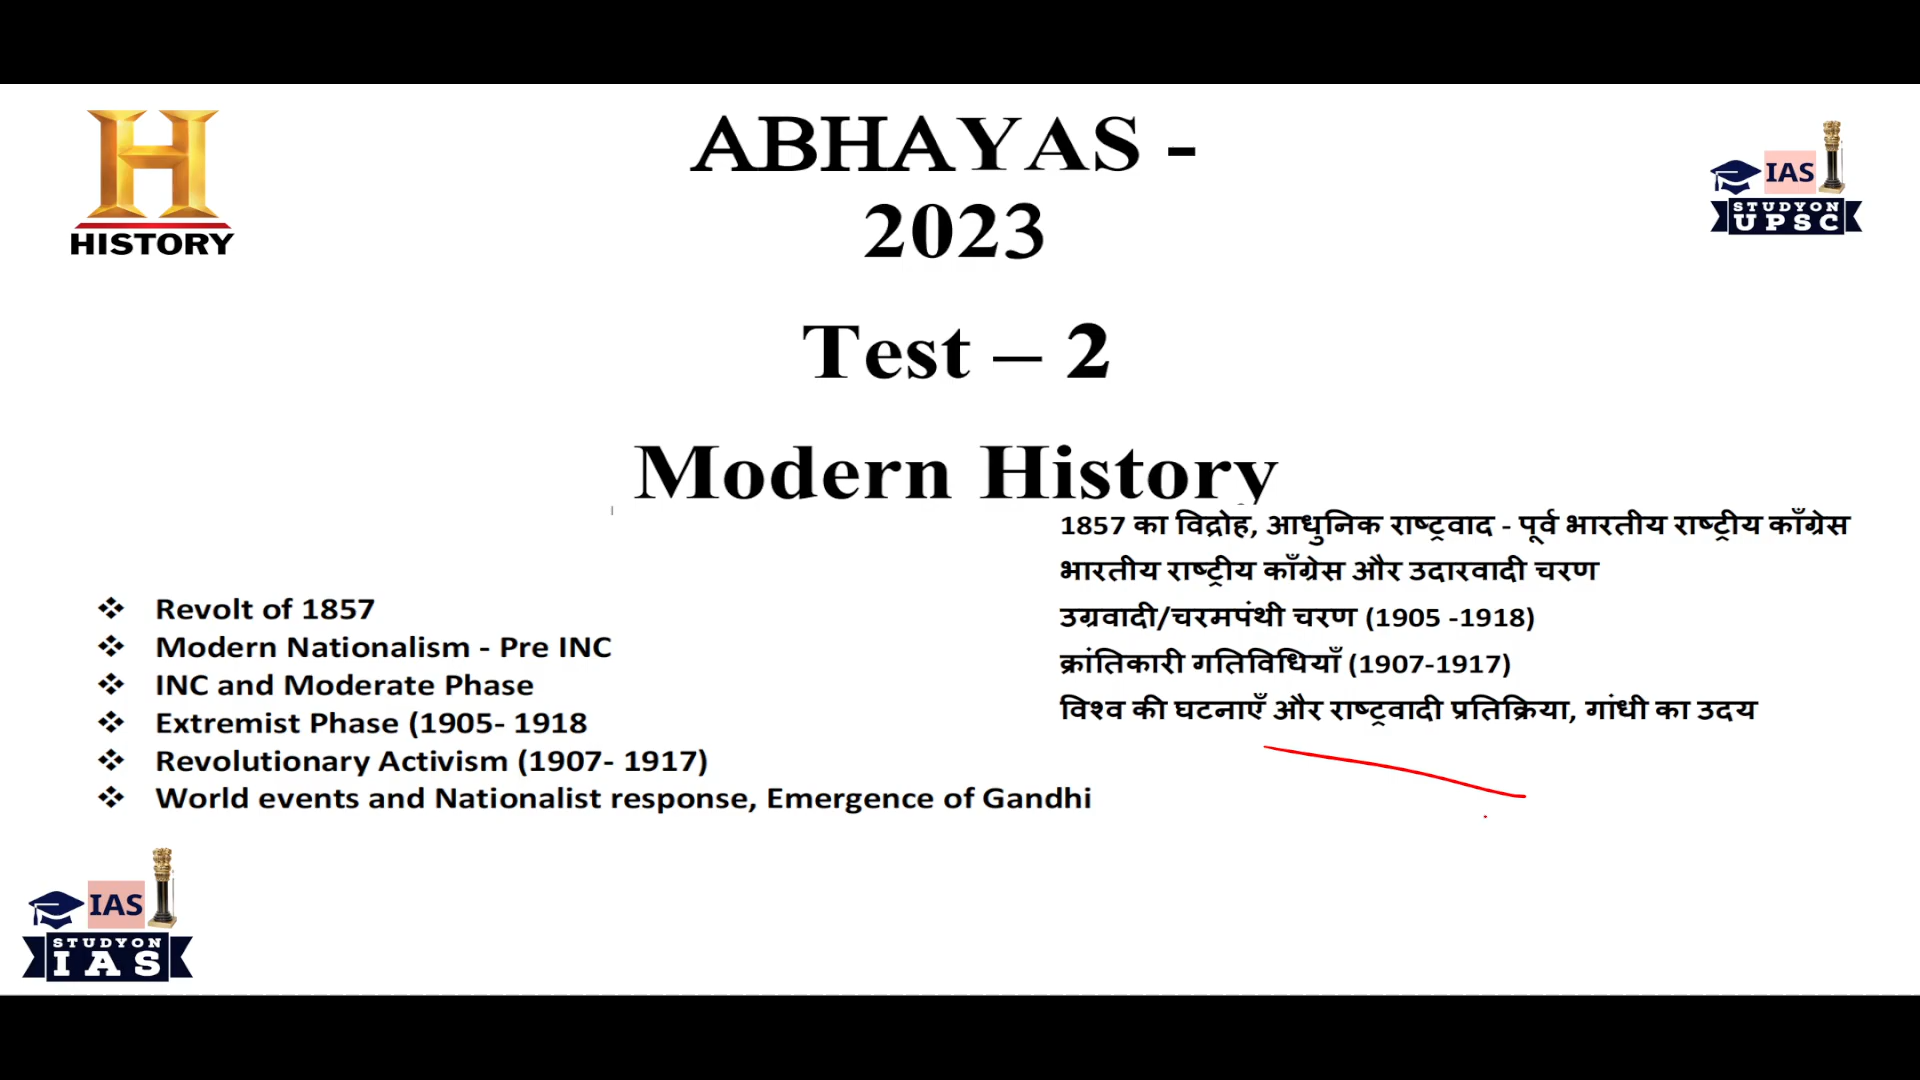 HISTORY
ABHAYAS -
2023
IAS
STUDYON
UPSC
Test – 2
Modern History
Revolt of 1857
Modern Nationalism - Pre INC
INC and Moderate Phase
Extremist Phase (1905- 1918
Revolutionary Activism (1907- 1917)
World events and Nationalist response, Emergence of Gandhi
1857 का विद्रोह, आधुनिक राष्ट्रवाद - पूर्व भारतीय राष्ट्रीय काँग्रेस
भारतीय राष्ट्रीय काँग्रेस और उदारवादी चरण
उग्रवादी/चरमपंथी चरण (1905 -1918)
क्रांतिकारी गतिविधियाँ (1907-1917)
विश्व की घटनाएँ और राष्ट्रवादी प्रतिक्रिया, गांधी का उदय
IAS
STUDYON
IAS